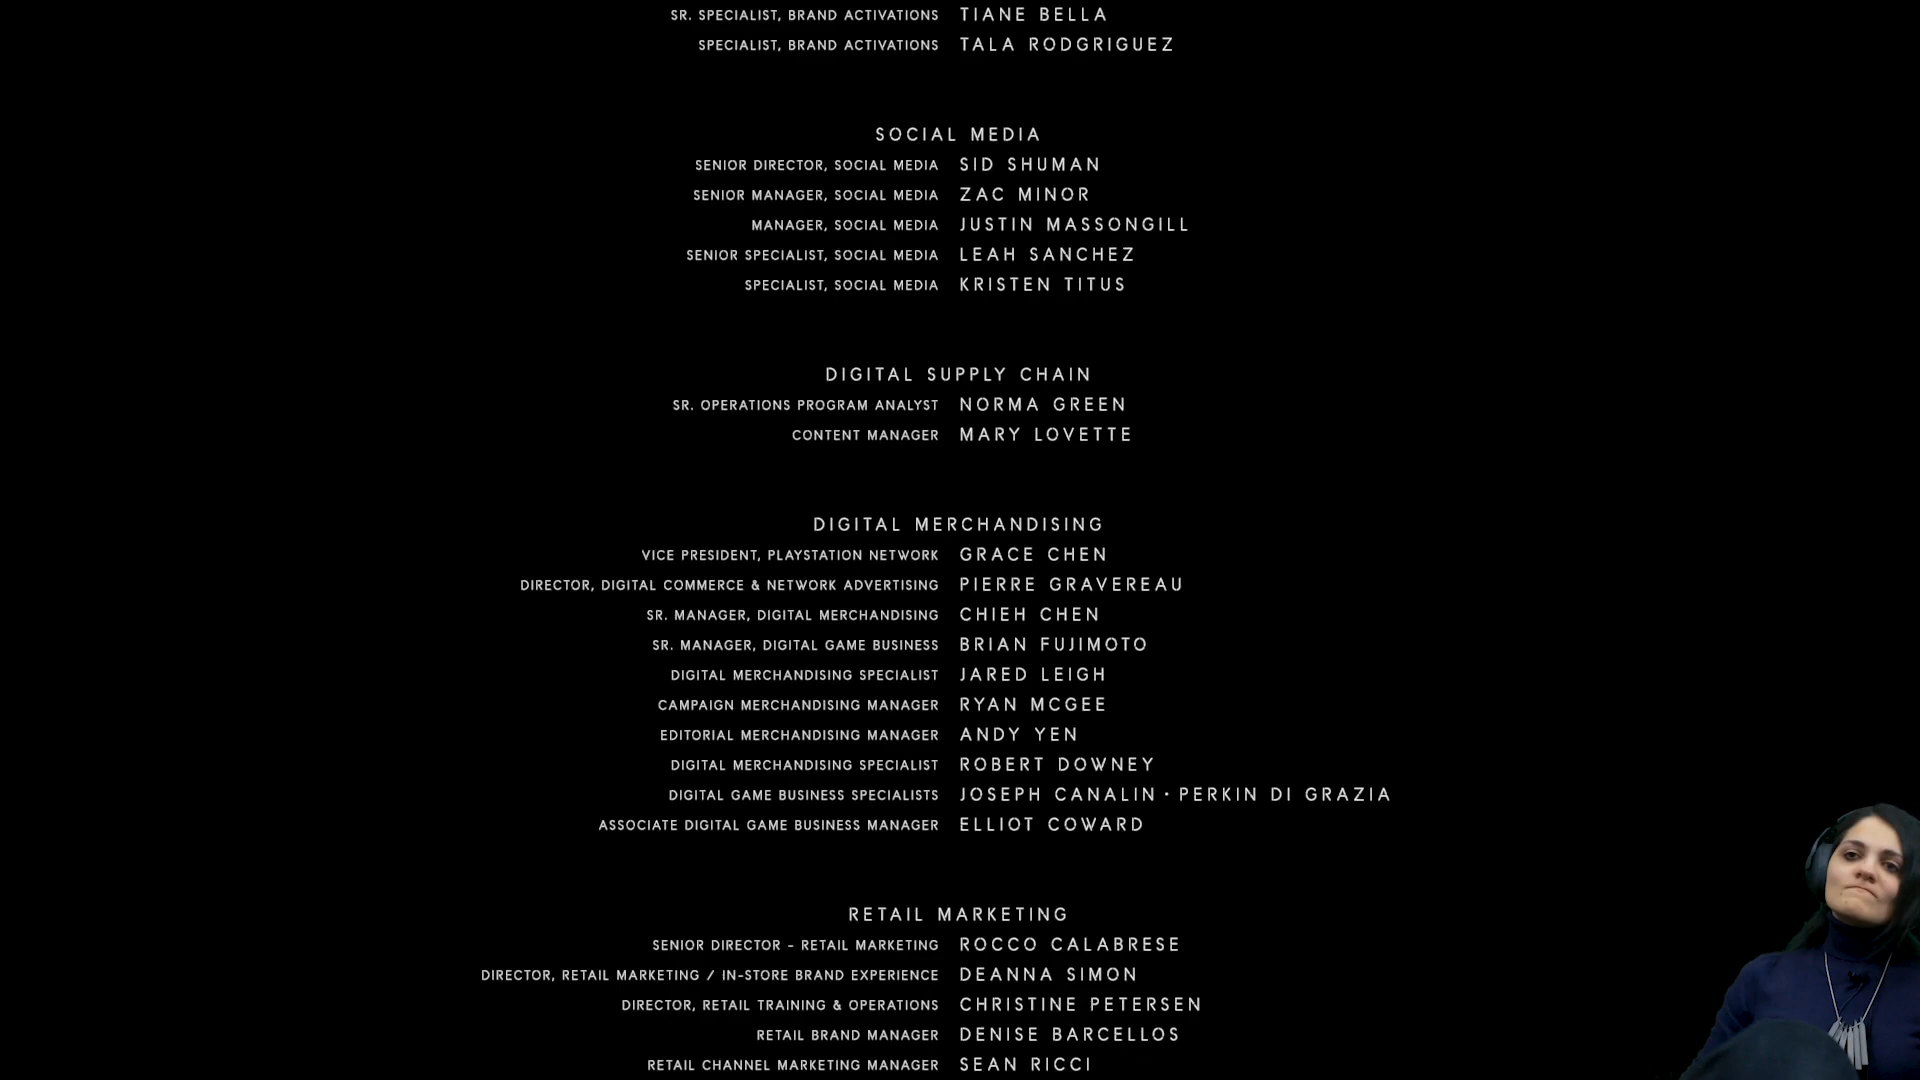 SR. SPECIALIST, BRAND ACTIVATIONS TIANE BELLA
SPECIALIST, BRAND ACTIVATIONS TALA RODGRIGUEZ
SOCIAL MEDIA
SENIOR DIRECTOR, SOCIAL MEDIA SID SHUMAN
SENIOR MANAGER, SOCIAL MEDIA ZAC MINOR
MANAGER, SOCIAL MEDIA JUSTIN MASSONGILL
SENIOR SPECIALIST, SOCIAL MEDIA LEAH SANCHEZ
SPECIALIST, SOCIAL MEDIA KRISTEN TITUS
DIGITAL SUPPLY CHAIN
SR. OPERATIONS PROGRAM ANALYST NORMA GREEN
CONTENT MANAGER MARY LOVETTE
DIGITAL MERCHANDISING
VICE PRESIDENT, PLAYSTATION NETWORK GRACE CHEN
DIRECTOR, DIGITAL COMMERCE & NETWORK ADVERTISING PIERRE GRAVEREAU
SR. MANAGER, DIGITAL MERCHANDISING CHIEH CHEN
SR. MANAGER, DIGITAL GAME BUSINESS BRIAN FUJIMOTO
DIGITAL MERCHANDISING SPECIALIST JARED LEIGH
CAMPAIGN MERCHANDISING MANAGER RYAN MCGEE
EDITORIAL MERCHANDISING MANAGER ANDY YEN
DIGITAL MERCHANDISING SPECIALIST ROBERT DOWNEY
DIGITAL GAME BUSINESS SPECIALISTS JOSEPH CANALIN · PERKIN DI GRAZIA
ASSOCIATE DIGITAL GAME BUSINESS MANAGER ELLIOT COWARD
RETAIL MARKETING
SENIOR DIRECTOR - RETAIL MARKETING ROCCO CALABRESE
DIRECTOR, RETAIL MARKETING / IN-STORE BRAND EXPERIENCE DEANNA SIMON
DIRECTOR, RETAIL TRAINING & OPERATIONS CHRISTINE PETERSEN
RETAIL BRAND MANAGER DENISE BARCELLOS
RETAIL CHANNEL MARKETING MANAGER SEAN RICCI